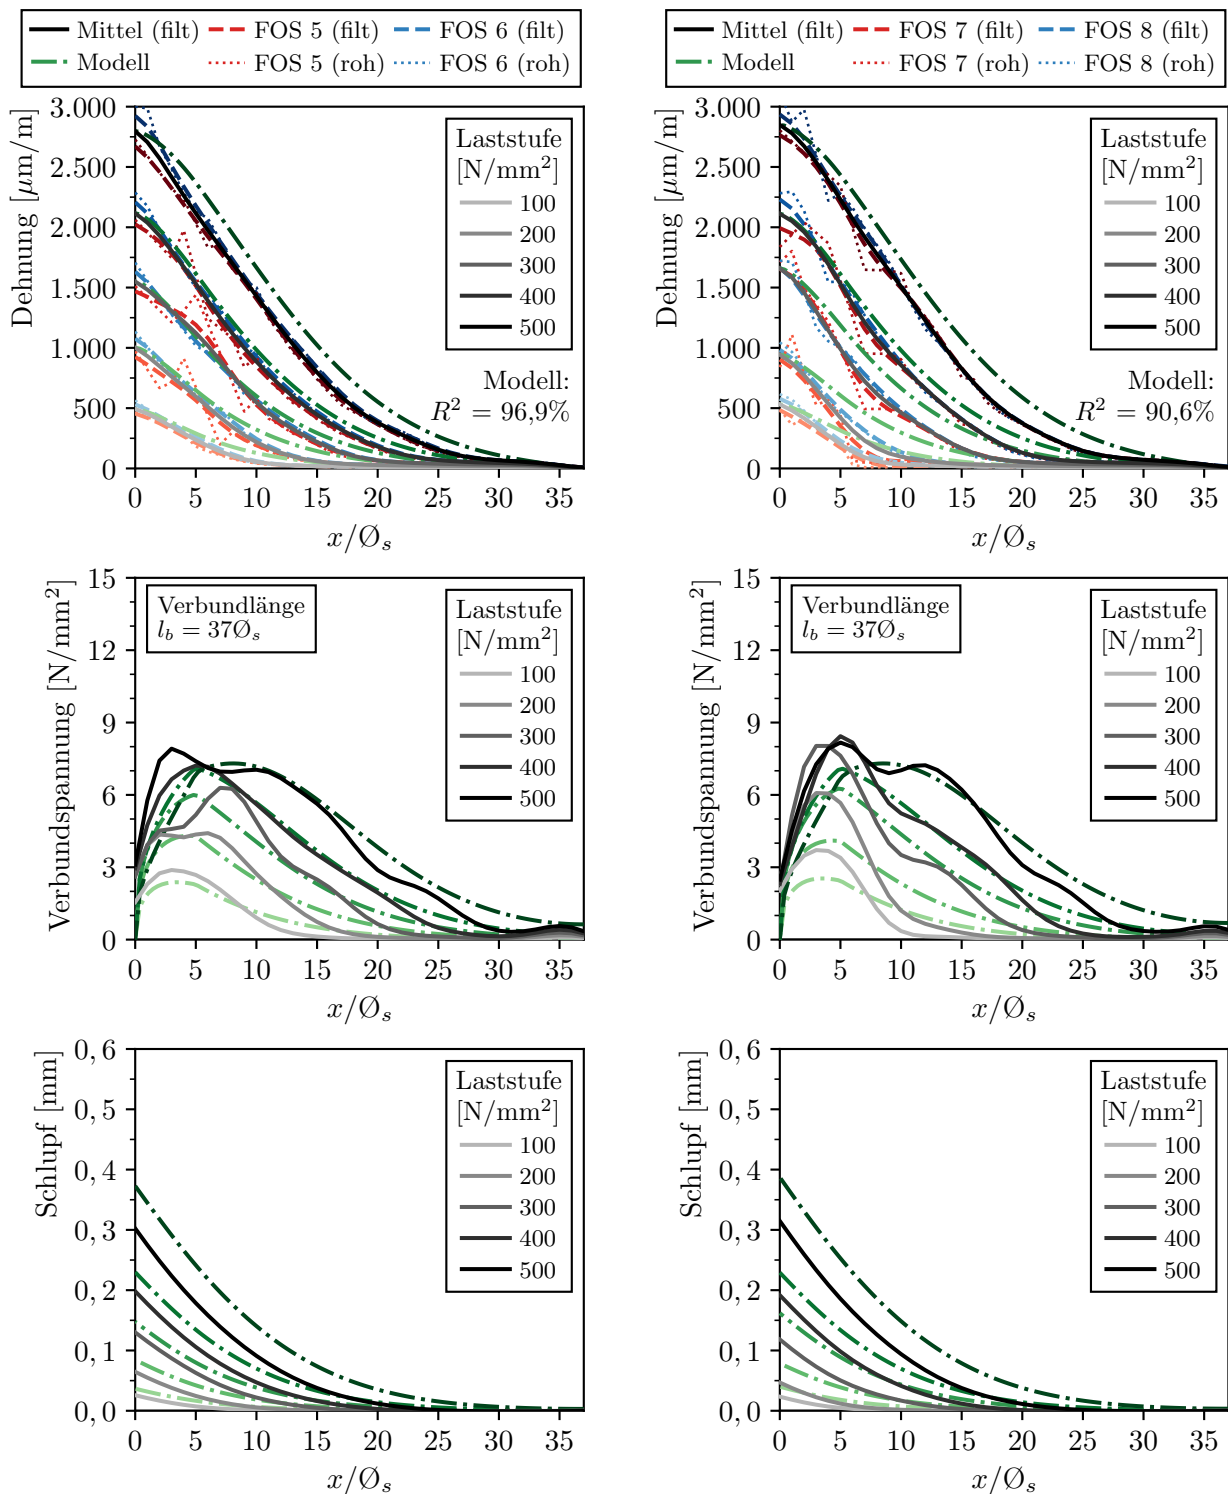 Mittel (filt) FOS 5 (filt) FOS 6 (filt)
Modell FOS 5 (roh) FOS 6 (roh)
3.000
2.500
2.000
1.500
1.000
500
0
Dehnung [μm/m]
Laststufe
[N/mm²]
100
200
300
400
500
Modell:
R² = 96,9%
0 5 10 15 20 25 30 35
x/Øₛ
Mittel (filt) FOS 7 (filt) FOS 8 (filt)
Modell FOS 7 (roh) FOS 8 (roh)
3.000
2.500
2.000
1.500
1.000
500
0
Dehnung [μm/m]
Laststufe
[N/mm²]
100
200
300
400
500
Modell:
R² = 90,6%
0 5 10 15 20 25 30 35
x/Øₛ
15
12
9
6
3
0
Verbundspannung [N/mm²]
Verbundlänge
l_b = 37Øₛ
Laststufe
[N/mm²]
100
200
300
400
500
0 5 10 15 20 25 30 35
x/Øₛ
15
12
9
6
3
0
Verbundspannung [N/mm²]
Verbundlänge
l_b = 37Øₛ
Laststufe
[N/mm²]
100
200
300
400
500
0 5 10 15 20 25 30 35
x/Øₛ
0,6
0,5
0,4
0,3
0,2
0,1
0,0
Schlupf [mm]
Laststufe
[N/mm²]
100
200
300
400
500
0 5 10 15 20 25 30 35
x/Øₛ
0,6
0,5
0,4
0,3
0,2
0,1
0,0
Schlupf [mm]
Laststufe
[N/mm²]
100
200
300
400
500
0 5 10 15 20 25 30 35
x/Øₛ